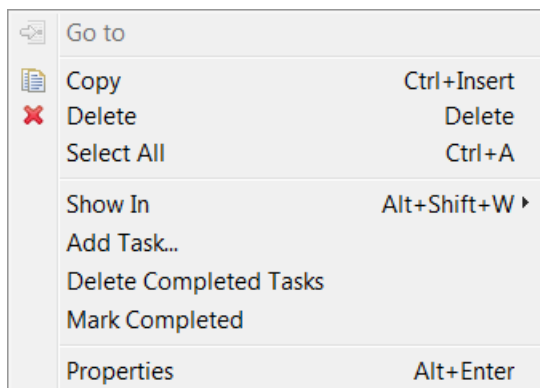 Go to
Copy Ctrl+Insert
Delete Delete
Select All Ctrl+A
Show In Alt+Shift+W
Add Task...
Delete Completed Tasks
Mark Completed
Properties Alt+Enter